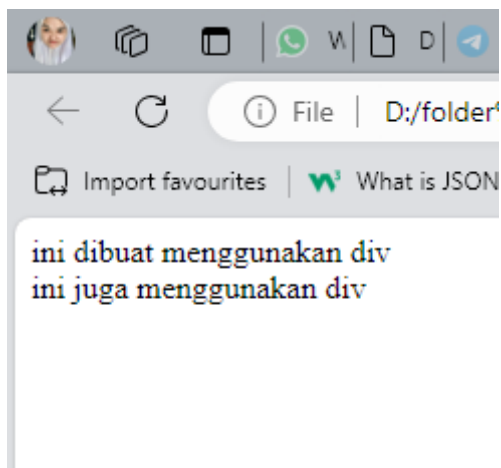 W D
File D:/folder
Import favourites What is JSON
ini dibuat menggunakan div
ini juga menggunakan div